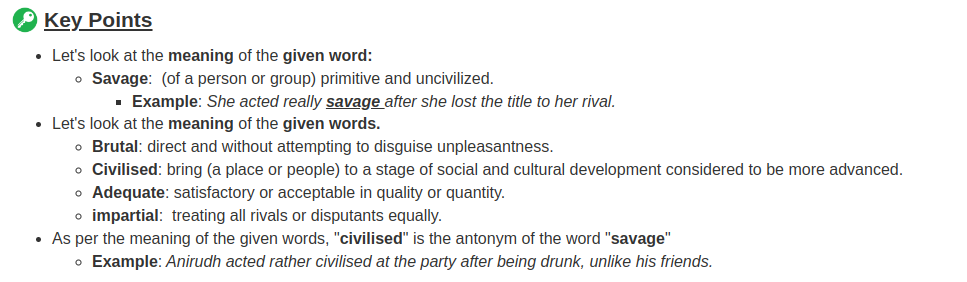 Key Points
Let's look at the meaning of the given word:
Savage:  (of a person or group) primitive and uncivilized.
Example: She acted really savage after she lost the title to her rival.
Let's look at the meaning of the given words.
Brutal: direct and without attempting to disguise unpleasantness.
Civilised: bring (a place or people) to a stage of social and cultural development considered to be more advanced.
Adequate: satisfactory or acceptable in quality or quantity.
impartial:  treating all rivals or disputants equally.
As per the meaning of the given words, "civilised" is the antonym of the word "savage"
Example: Anirudh acted rather civilised at the party after being drunk, unlike his friends.